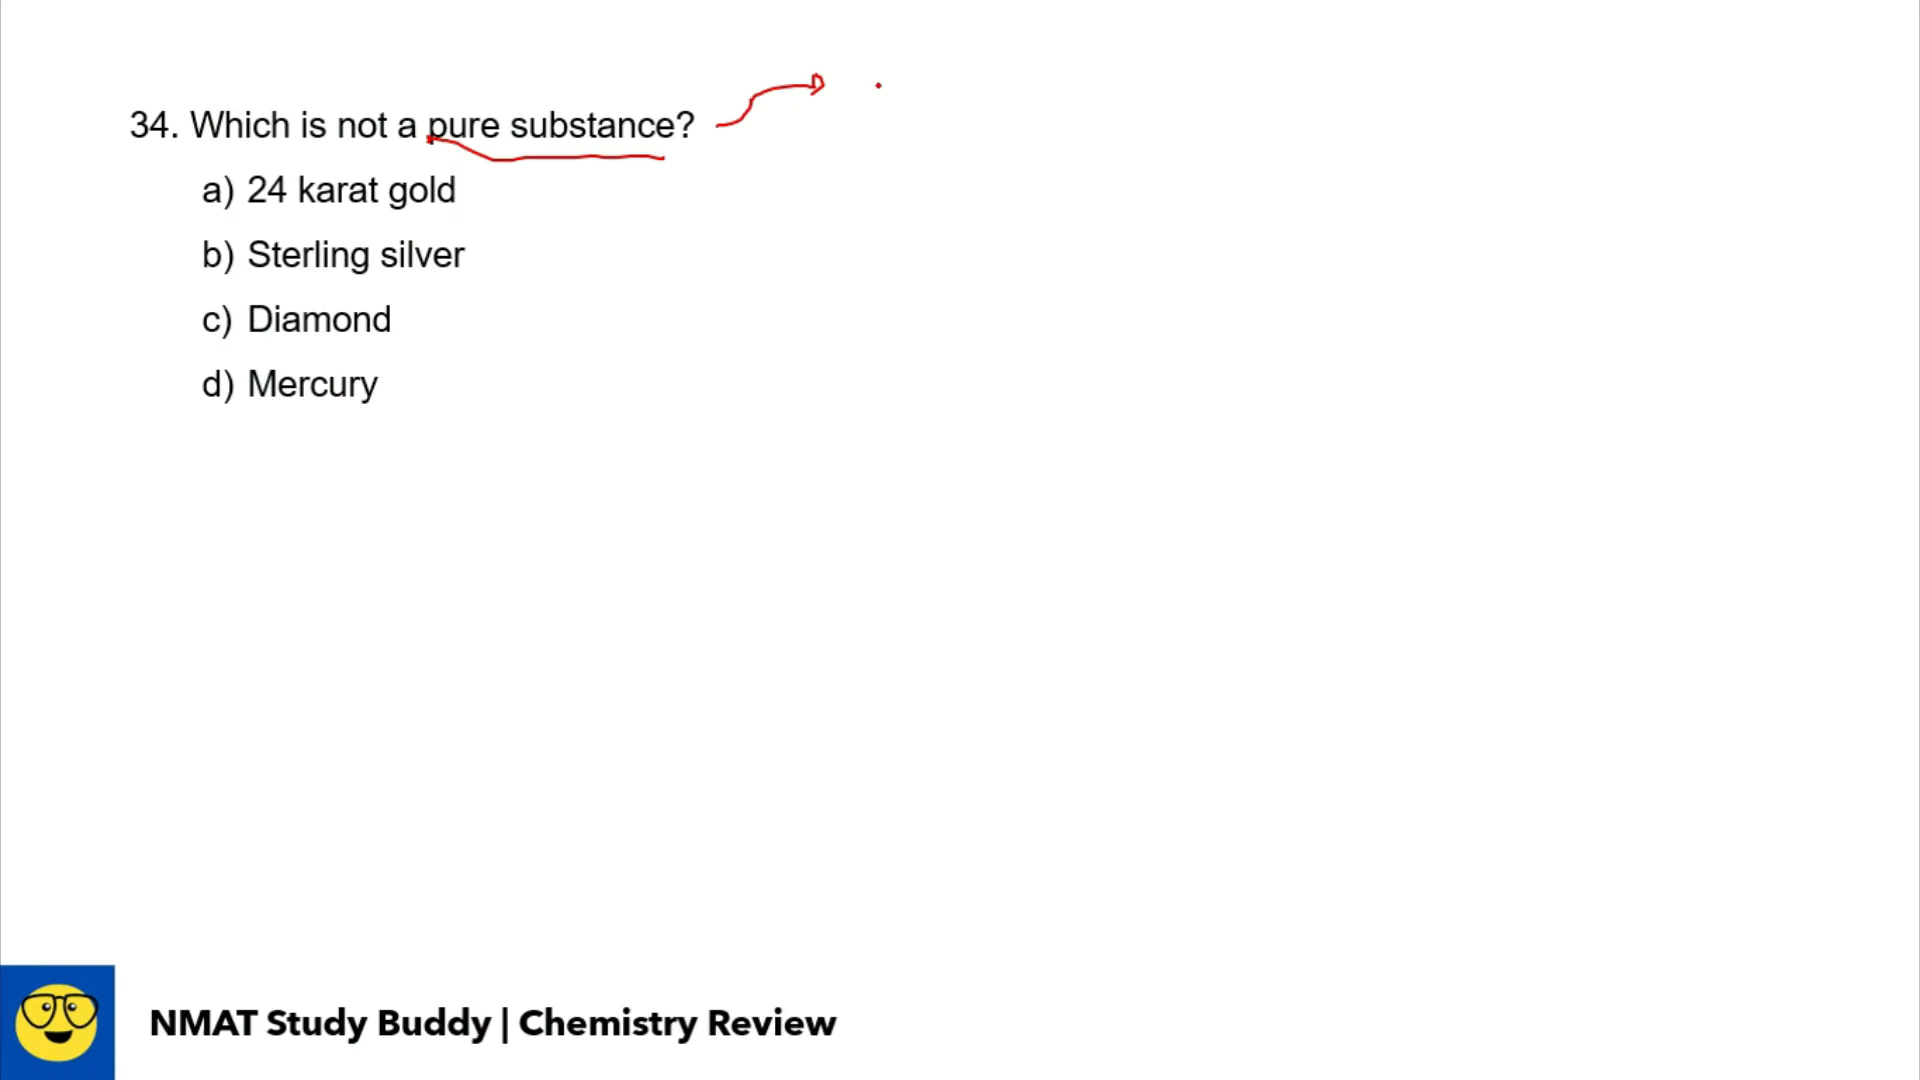 34. Which is not a pure substance?
a) 24 karat gold
b) Sterling silver
c) Diamond
d) Mercury
NMAT Study Buddy | Chemistry Review